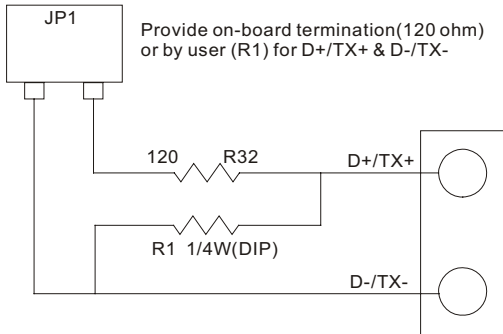 JP1
Provide on-board termination(120 ohm)
or by user (R1) for D+/TX+ & D-/TX-
120 R32
D+/TX+
R1 1/4W(DIP)
D-/TX-